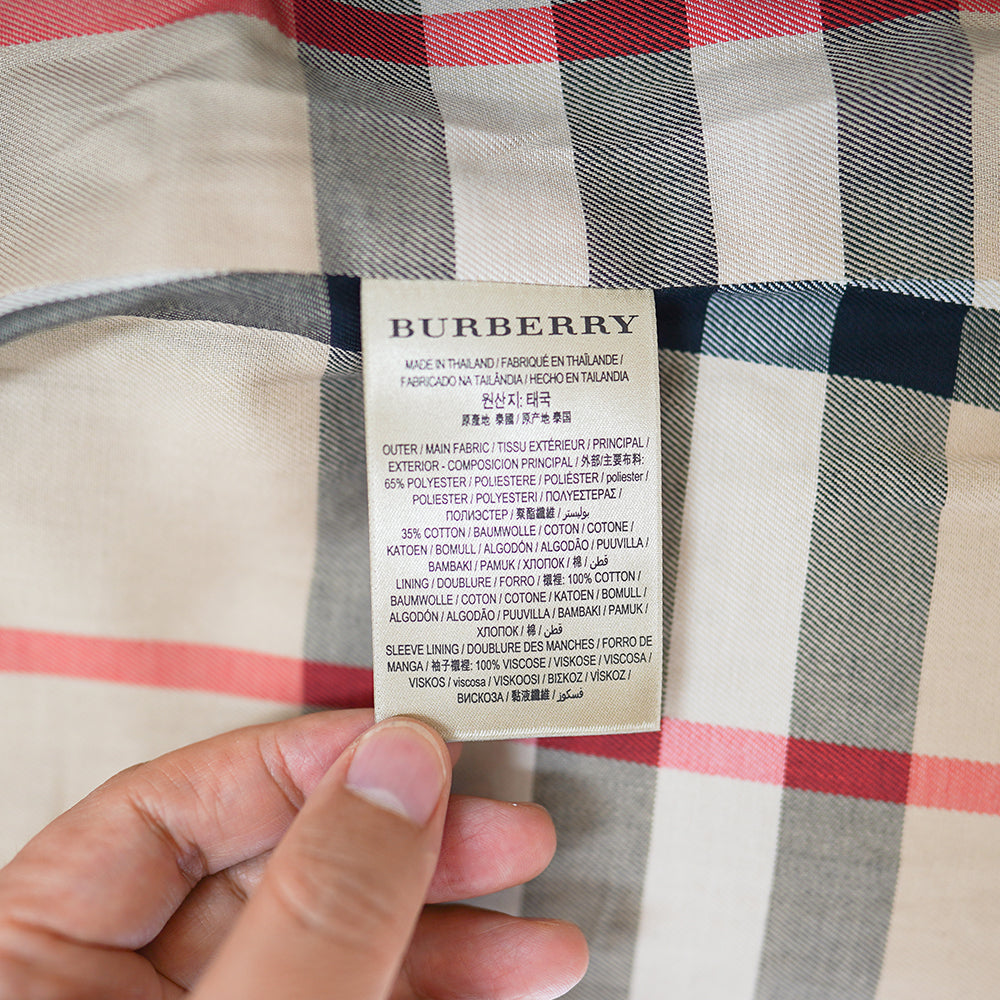 BURBERRY
MADE IN THAILAND / FABRIQUÉ EN THAÏLANDE /
FABRICADO NA TAILÂNDIA / HECHO EN TAILANDIA
원산지: 태국
原產地 泰國 / 原产地 泰国
OUTER / MAIN FABRIC / TISSU EXTÉRIEUR / PRINCIPAL /
EXTERIOR - COMPOSICION PRINCIPAL / 外部/主要布料:
65% POLYESTER / POLIESTERE / POLIÉSTER / poliester /
POLIESTER / POLYESTERI / ΠΟΛΥΕΣΤΕΡΑΣ /
ПОЛИЭСТЕР / 聚酯纖維 / بوليستر
35% COTTON / BAUMWOLLE / COTON / COTONE /
KATOEN / BOMULL / ALGODÓN / ALGODÃO / PUUVILLA /
BAMBAKI / PAMUK / ХЛОПОК / 棉 / قطن
LINING / DOUBLURE / FORRO / 襯裡: 100% COTTON /
BAUMWOLLE / COTON / COTONE / KATOEN / BOMULL /
ALGODÓN / ALGODÃO / PUUVILLA / BAMBAKI / PAMUK /
ХЛОПОК / 棉 / قطن
SLEEVE LINING / DOUBLURE DES MANCHES / FORRO DE
MANGA / 袖子襯裡: 100% VISCOSE / VISKOSE / VISCOSA /
VISKOS / viscosa / VISKOOSI / ΒΙΣΚΟΖ / VİSKOZ /
ВИСКОЗА / 黏液纖維 / فسكوز